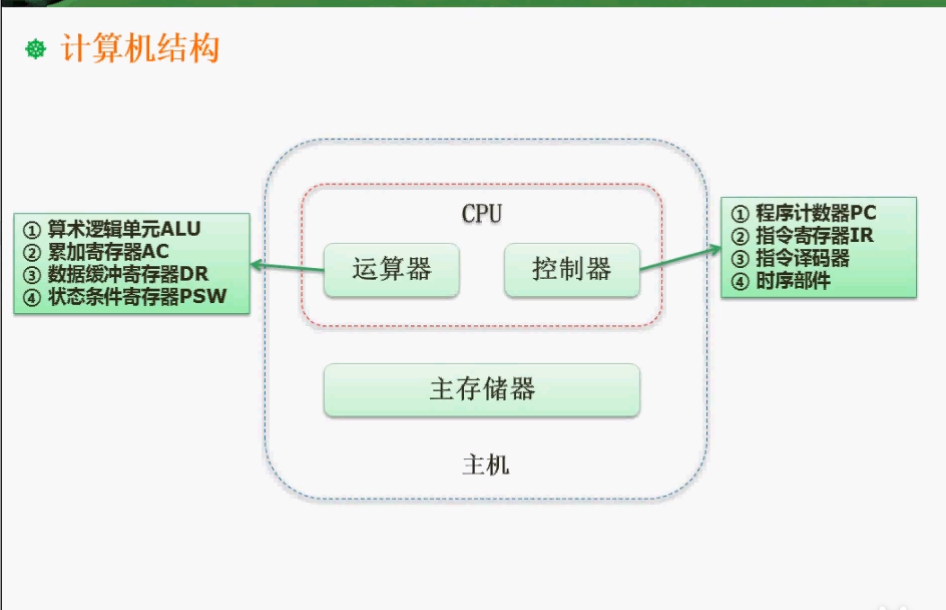 计算机结构
CPU
① 算术逻辑单元ALU
② 累加寄存器AC
③ 数据缓冲寄存器DR
④ 状态条件寄存器PSW
运算器
控制器
① 程序计数器PC
② 指令寄存器IR
③ 指令译码器
④ 时序部件
主存储器
主机